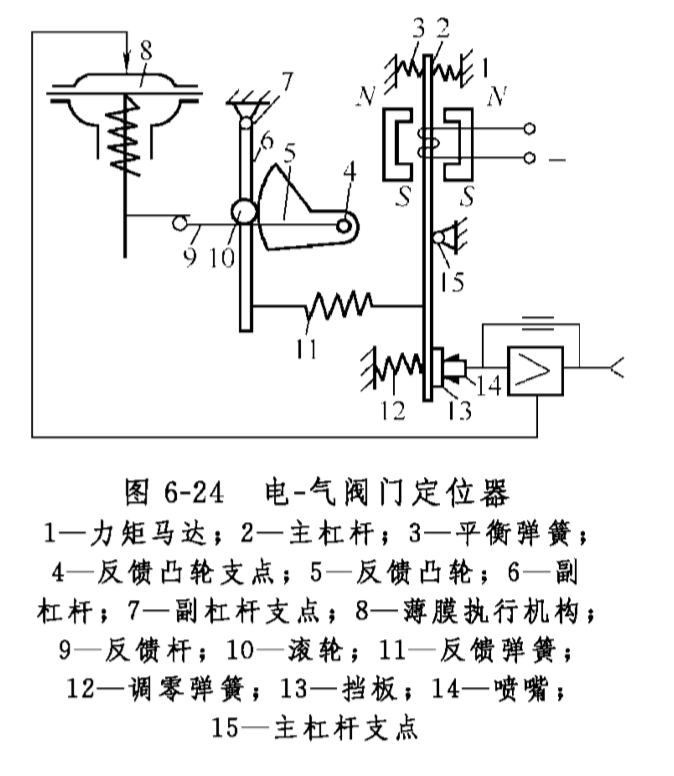 3 2
8
1
7
N
N
6
5
4
S
S
9 10
15
11
12
13
14
图 6-24 电-气阀门定位器
1—力矩马达；2—主杠杆；3—平衡弹簧；
4—反馈凸轮支点；5—反馈凸轮；6—副
杠杆；7—副杠杆支点；8—薄膜执行机构；
9—反馈杆；10—滚轮；11—反馈弹簧；
12—调零弹簧；13—挡板；14—喷嘴；
15—主杠杆支点